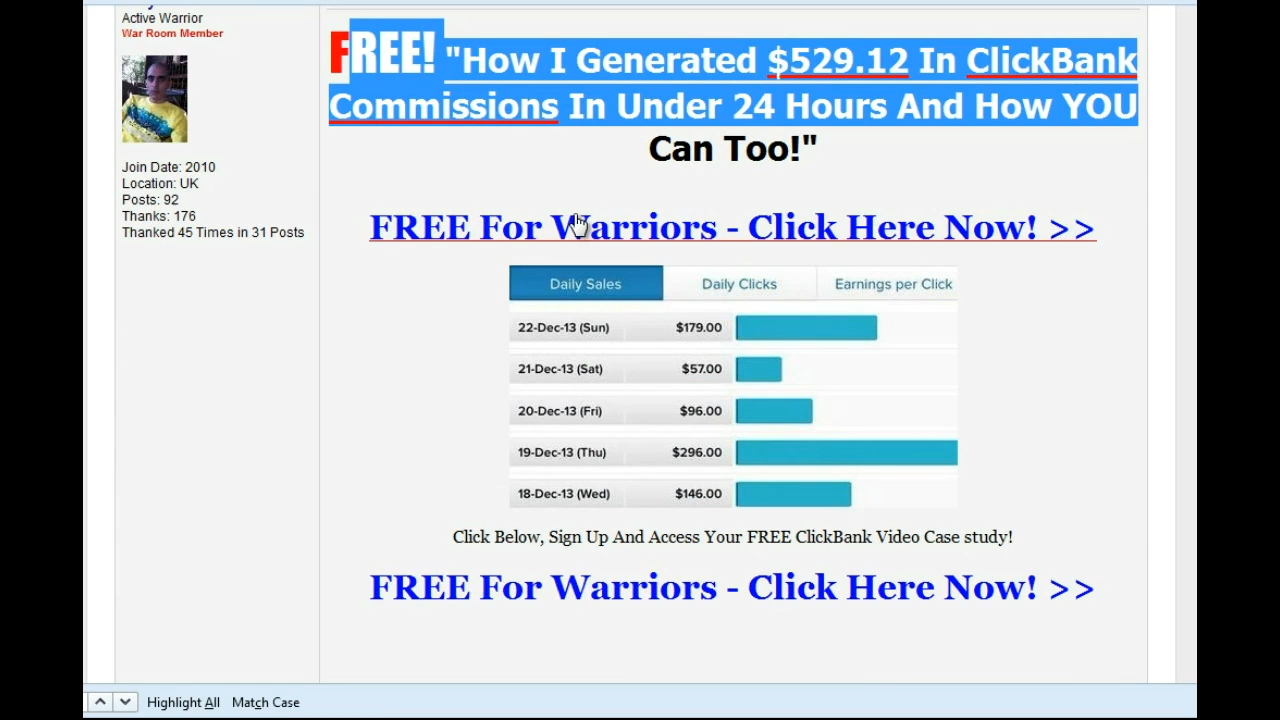 Active Warrior
War Room Member
Join Date: 2010
Location: UK
Posts: 92
Thanks: 176
Thanked 45 Times in 31 Posts
FREE! "How I Generated $529.12 In ClickBank
Commissions In Under 24 Hours And How YOU
Can Too!"
FREE For Warriors - Click Here Now! >>
Daily Sales Daily Clicks Earnings per Click
22-Dec-13 (Sun) $179.00
21-Dec-13 (Sat) $57.00
20-Dec-13 (Fri) $96.00
19-Dec-13 (Thu) $296.00
18-Dec-13 (Wed) $146.00
Click Below, Sign Up And Access Your FREE ClickBank Video Case study!
FREE For Warriors - Click Here Now! >>
Highlight All Match Case